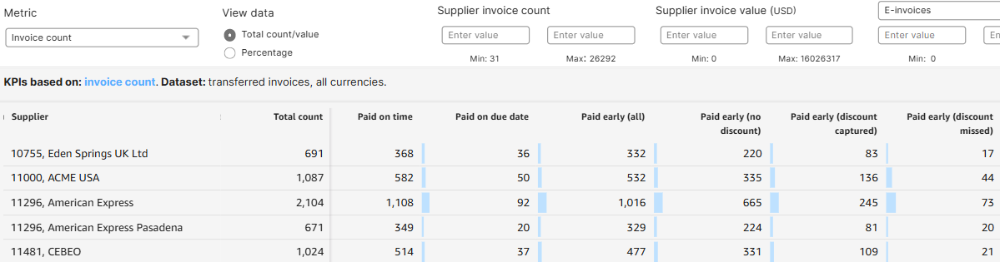 Metric
View data
Supplier invoice count
Supplier invoice value (USD)
E-invoices
Invoice count
Total count/value
Percentage
Enter value
Enter value
Enter value
Enter value
Enter value
En
Min: 31
Max: 26292
Min: 0
Max: 16026317
Min: 0
KPIs based on: invoice count. Dataset: transferred invoices, all currencies.
Supplier Total count Paid on time Paid on due date Paid early (all) Paid early (no discount) Paid early (discount captured) Paid early (discount missed)
10755, Eden Springs UK Ltd 691 368 36 332 220 83 17
11000, ACME USA 1,087 582 50 532 335 136 44
11296, American Express 2,104 1,108 92 1,016 665 245 73
11296, American Express Pasadena 671 349 20 329 224 81 20
11481, CEBEO 1,024 514 37 477 331 109 21